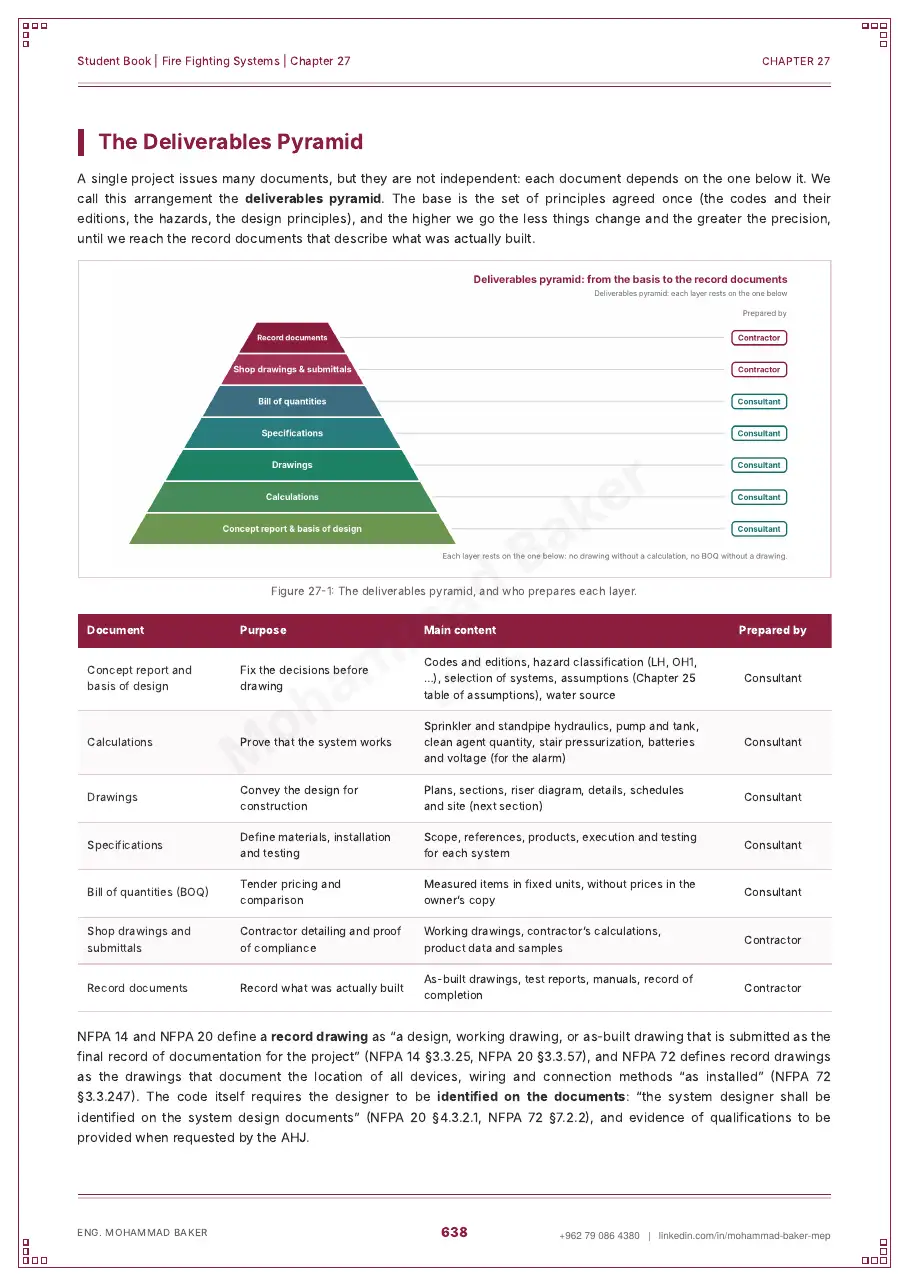 Student Book | Fire Fighting Systems | Chapter 27
CHAPTER 27
The Deliverables Pyramid
A single project issues many documents, but they are not independent: each document depends on the one below it. We
call this arrangement the deliverables pyramid. The base is the set of principles agreed once (the codes and their
editions, the hazards, the design principles), and the higher we go the less things change and the greater the precision,
until we reach the record documents that describe what was actually built.
Deliverables pyramid: from the basis to the record documents
Deliverables pyramid: each layer rests on the one below
Prepared by
Record documents
Contractor
Shop drawings & submittals
Contractor
Bill of quantities
Consultant
Specifications
Consultant
Drawings
Consultant
Calculations
Consultant
Concept report & basis of design
Consultant
Each layer rests on the one below: no drawing without a calculation, no BOQ without a drawing.
Figure 27-1: The deliverables pyramid, and who prepares each layer.
Document Purpose Main content Prepared by
Concept report and
basis of design
Fix the decisions before
drawing
Codes and editions, hazard classification (LH, OH1,
...), selection of systems, assumptions (Chapter 25
table of assumptions), water source
Consultant
Calculations
Prove that the system works
Sprinkler and standpipe hydraulics, pump and tank,
clean agent quantity, stair pressurization, batteries
and voltage (for the alarm)
Consultant
Drawings
Convey the design for
construction
Plans, sections, riser diagram, details, schedules
and site (next section)
Consultant
Specifications
Define materials, installation
and testing
Scope, references, products, execution and testing
for each system
Consultant
Bill of quantities (BOQ)
Tender pricing and
comparison
Measured items in fixed units, without prices in the
owner's copy
Consultant
Shop drawings and
submittals
Contractor detailing and proof
of compliance
Working drawings, contractor's calculations,
product data and samples
Contractor
Record documents
Record what was actually built
As-built drawings, test reports, manuals, record of
completion
Contractor
NFPA 14 and NFPA 20 define a record drawing as “a design, working drawing, or as-built drawing that is submitted as the
final record of documentation for the project” (NFPA 14 §3.3.25, NFPA 20 §3.3.57), and NFPA 72 defines record drawings
as the drawings that document the location of all devices, wiring and connection methods “as installed” (NFPA 72
§3.3.247). The code itself requires the designer to be identified on the documents: “the system designer shall be
identified on the system design documents” (NFPA 20 §4.3.2.1, NFPA 72 §7.2.2), and evidence of qualifications to be
provided when requested by the AHJ.
Mohammad Baker
ENG. MOHAMMAD BAKER
638
+962 79 086 4380 | linkedin.com/in/mohammad-baker-mep